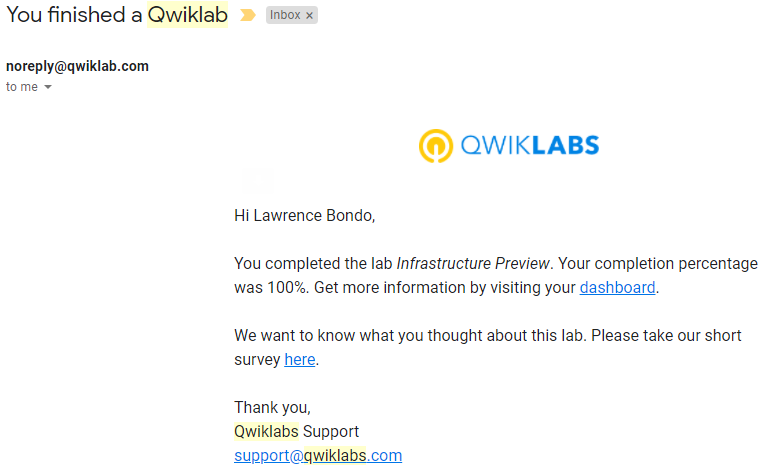 You finished a Qwiklab Inbox x
noreply@qwiklab.com
to me
QWIKLABS
Hi Lawrence Bondo,
You completed the lab Infrastructure Preview. Your completion percentage
was 100%. Get more information by visiting your dashboard.
We want to know what you thought about this lab. Please take our short
survey here.
Thank you,
Qwiklabs Support
support@qwiklabs.com